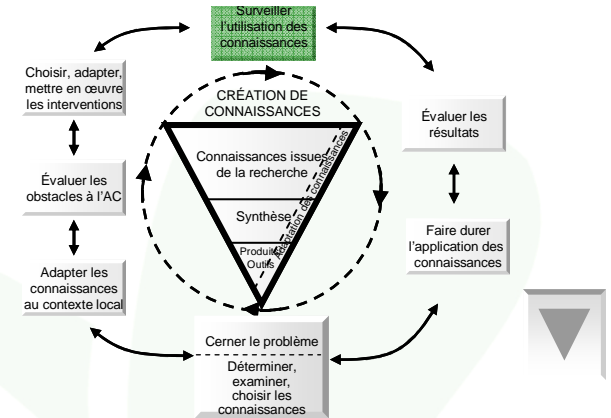 Surveiller
l'utilisation des
connaissances
Choisir, adapter,
mettre en œuvre
les interventions
CRÉATION DE
CONNAISSANCES
Évaluer les
résultats
Connaissances issues
de la recherche
Adaptation des connaissances
Évaluer les
obstacles à l'AC
Synthèse
Produits
Outils
Faire durer
l'application des
connaissances
Adapter les
connaissances
au contexte local
Cerner le problème
Déterminer,
examiner,
choisir les
connaissances